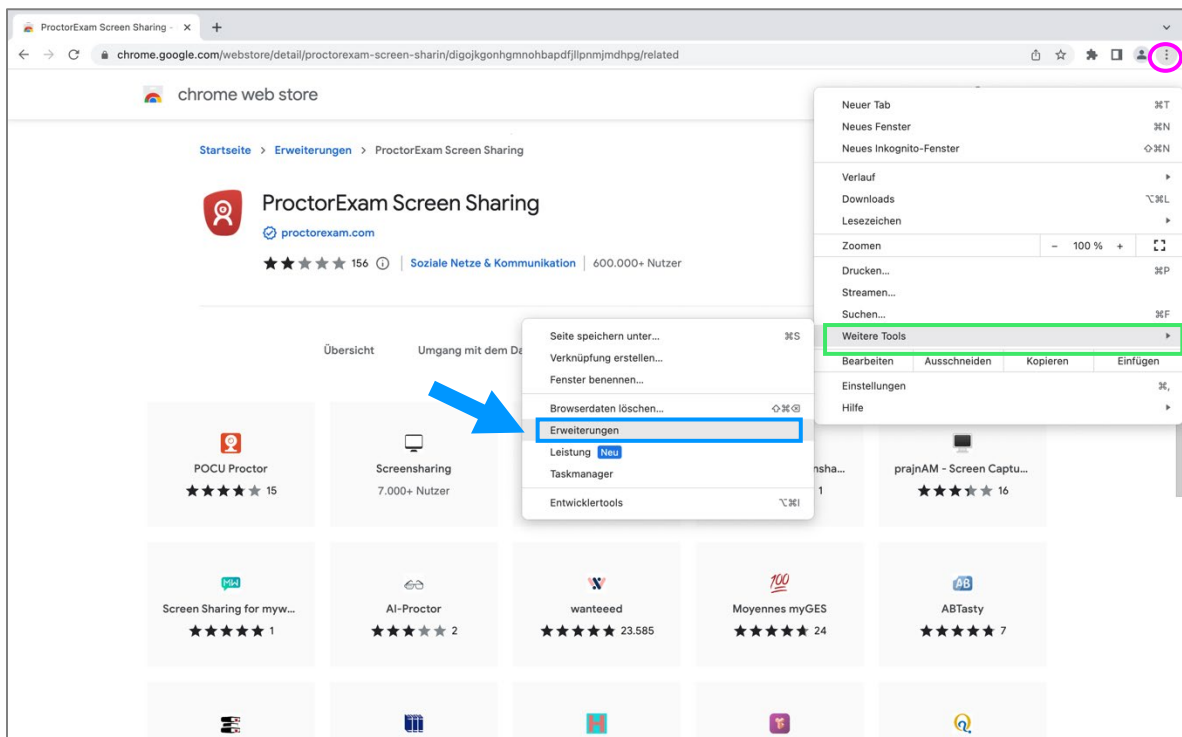 ProctorExam Screen Sharing -
chrome.google.com/webstore/detail/proctorexam-screen-sharin/digojkgonhgmnohbapdfjllpnmjmdhpg/related
chrome web store
Startseite > Erweiterungen > ProctorExam Screen Sharing
ProctorExam Screen Sharing
proctorexam.com
156 Soziale Netze & Kommunikation 600.000+ Nutzer
Übersicht Umgang mit dem Da
Neuer Tab ⌘T
Neues Fenster ⌘N
Neues Inkognito-Fenster ⇧⌘N
Verlauf
Downloads ⌥⌘L
Lesezeichen
Zoomen - 100 % +
Drucken... ⌘P
Streamen...
Suchen... ⌘F
Weitere Tools
Bearbeiten Ausschneiden Kopieren Einfügen
Einstellungen ⌘,
Hilfe
Seite speichern unter... ⌘S
Verknüpfung erstellen...
Fenster benennen...
Browserdaten löschen... ⇧⌘⌫
Erweiterungen
Leistung Neu
Taskmanager
Entwicklertools ⌥⌘I
POCU Proctor
15
Screensharing
7.000+ Nutzer
nsha...
1
prajnAM - Screen Captu...
16
MW
Screen Sharing for myw...
1
AI-Proctor
2
wanteeed
23.585
100
Moyennes myGES
24
AB
ABTasty
7